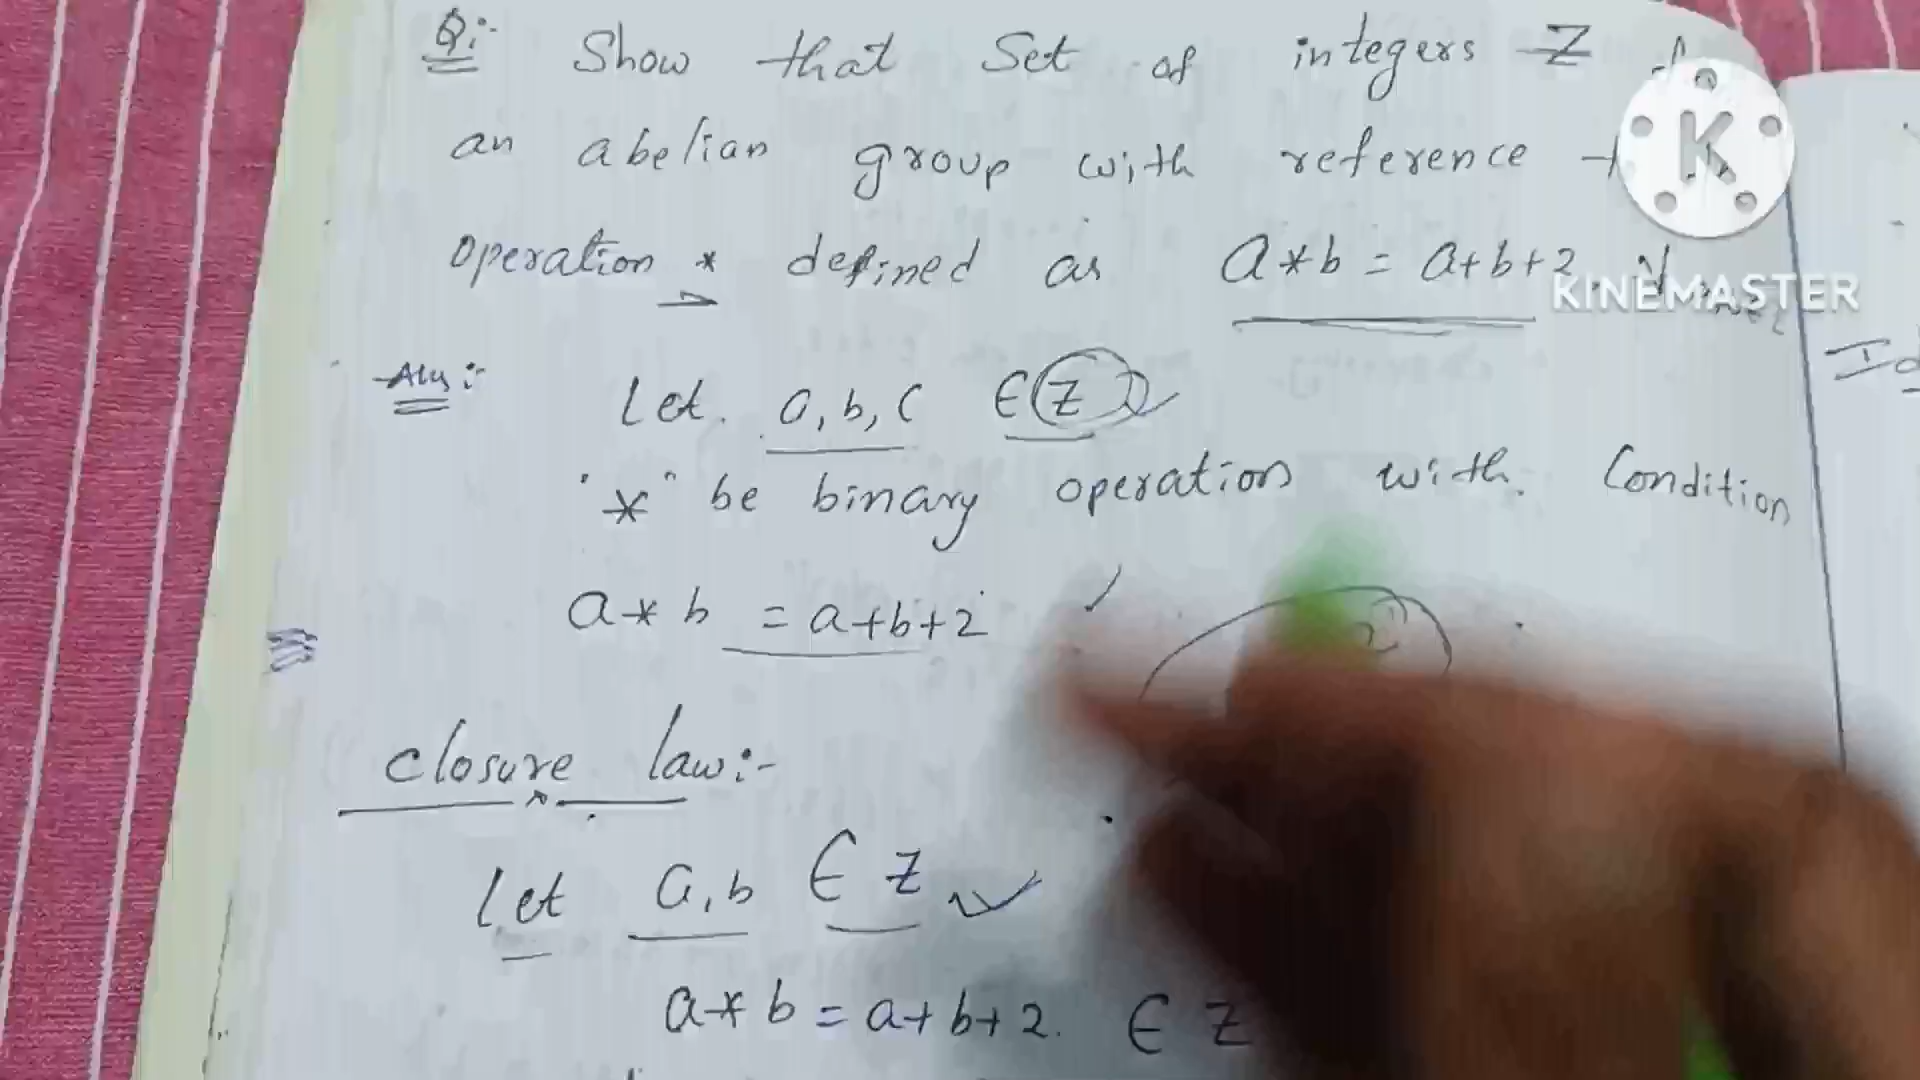 Q:- Show that Set of integers Z
an abelian group with reference
operation * defined as a*b = a+b+2
KINEMASTER
Ans:- Let. a, b, c ∈ Z
"*" be binary operation with. Condition
a * b = a+b+2
closure law:-
Let a, b ∈ Z
a * b = a+b+2. ∈ Z